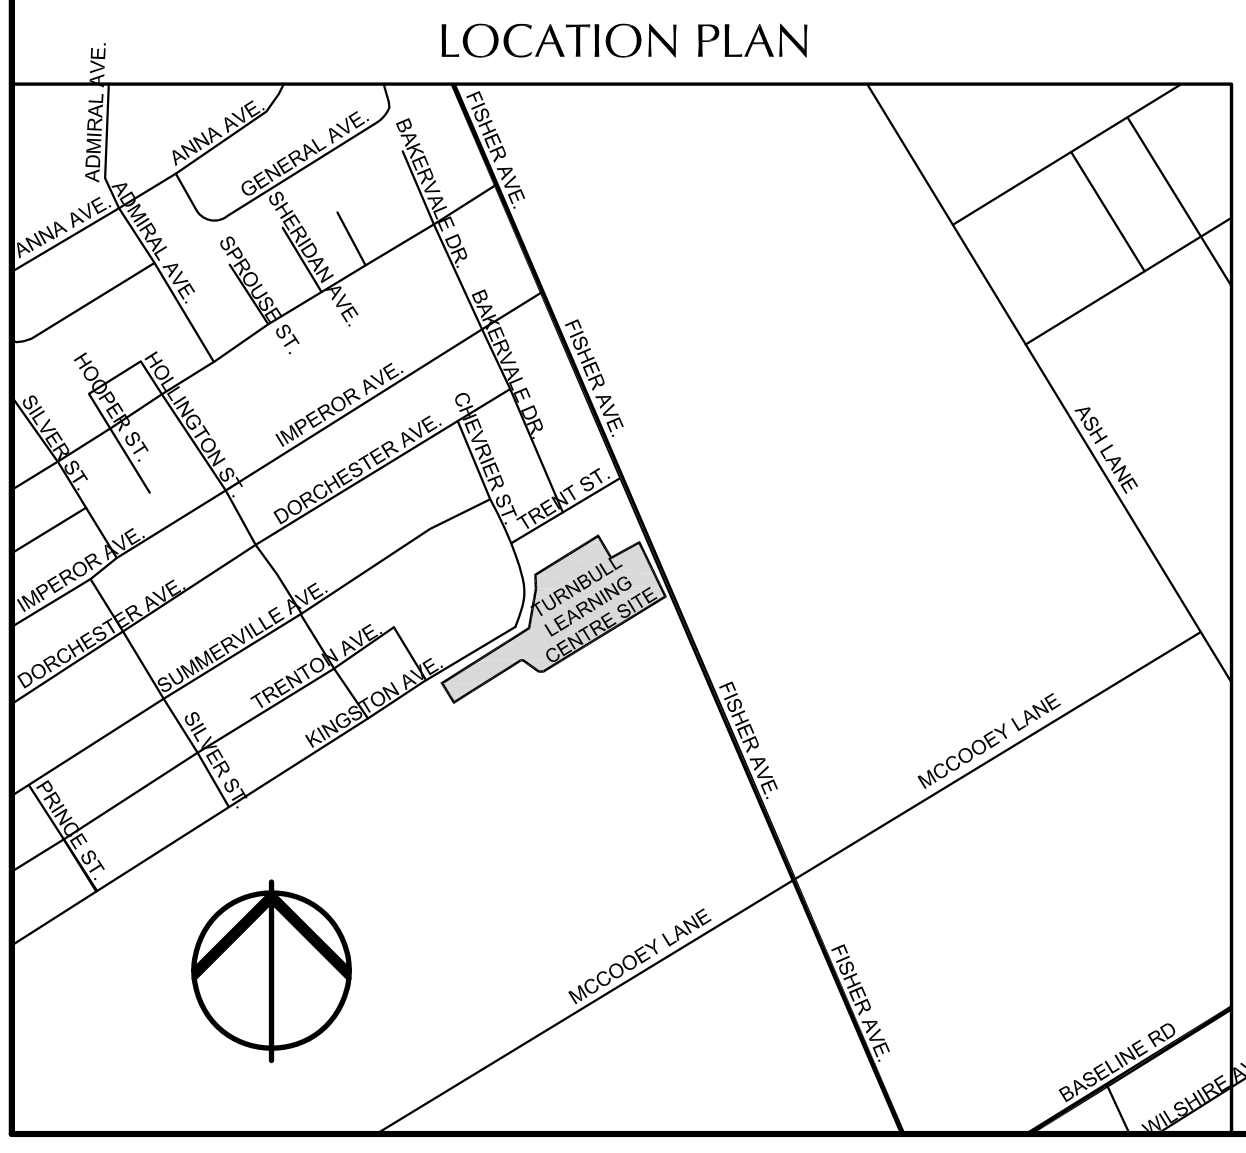 LOCATION PLAN
ADMIRAL AVE.
ANNA AVE.
GENERAL AVE.
BAKERVALE DR.
FISHER AVE.
ANNA AVE.
ADMIRAL AVE.
SHERIDAN AVE.
SPROUSE ST.
BAKERVALE DR.
FISHER AVE.
HOOPER ST.
HOLLINGTON ST.
SILVER ST.
IMPEROR AVE.
CHEVRIER ST.
DORCHESTER AVE.
ASH LANE
TRENT ST.
IMPEROR AVE.
DORCHESTER AVE.
SUMMERVILLE AVE.
TURNBULL
LEARNING
CENTRE SITE
TRENTON AVE.
KINGSTON AVE.
SILVER ST.
FISHER AVE.
MCCOOEY LANE
PRINCE ST.
MCCOOEY LANE
FISHER AVE.
BASELINE RD
WILSHIRE AV